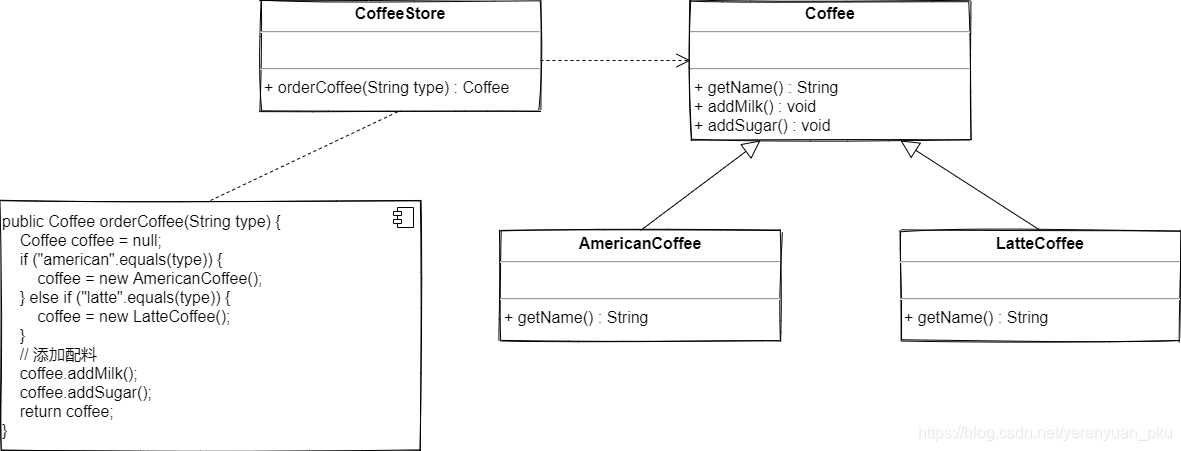 CoffeeStore
+ orderCoffee(String type) : Coffee
Coffee
+ getName() : String
+ addMilk() : void
+ addSugar() : void
public Coffee orderCoffee(String type) {
    Coffee coffee = null;
    if ("american".equals(type)) {
        coffee = new AmericanCoffee();
    } else if ("latte".equals(type)) {
        coffee = new LatteCoffee();
    }
    // 添加配料
    coffee.addMilk();
    coffee.addSugar();
    return coffee;
}
AmericanCoffee
+ getName() : String
LatteCoffee
+ getName() : String
https://blog.csdn.net/yerenyuan_pku